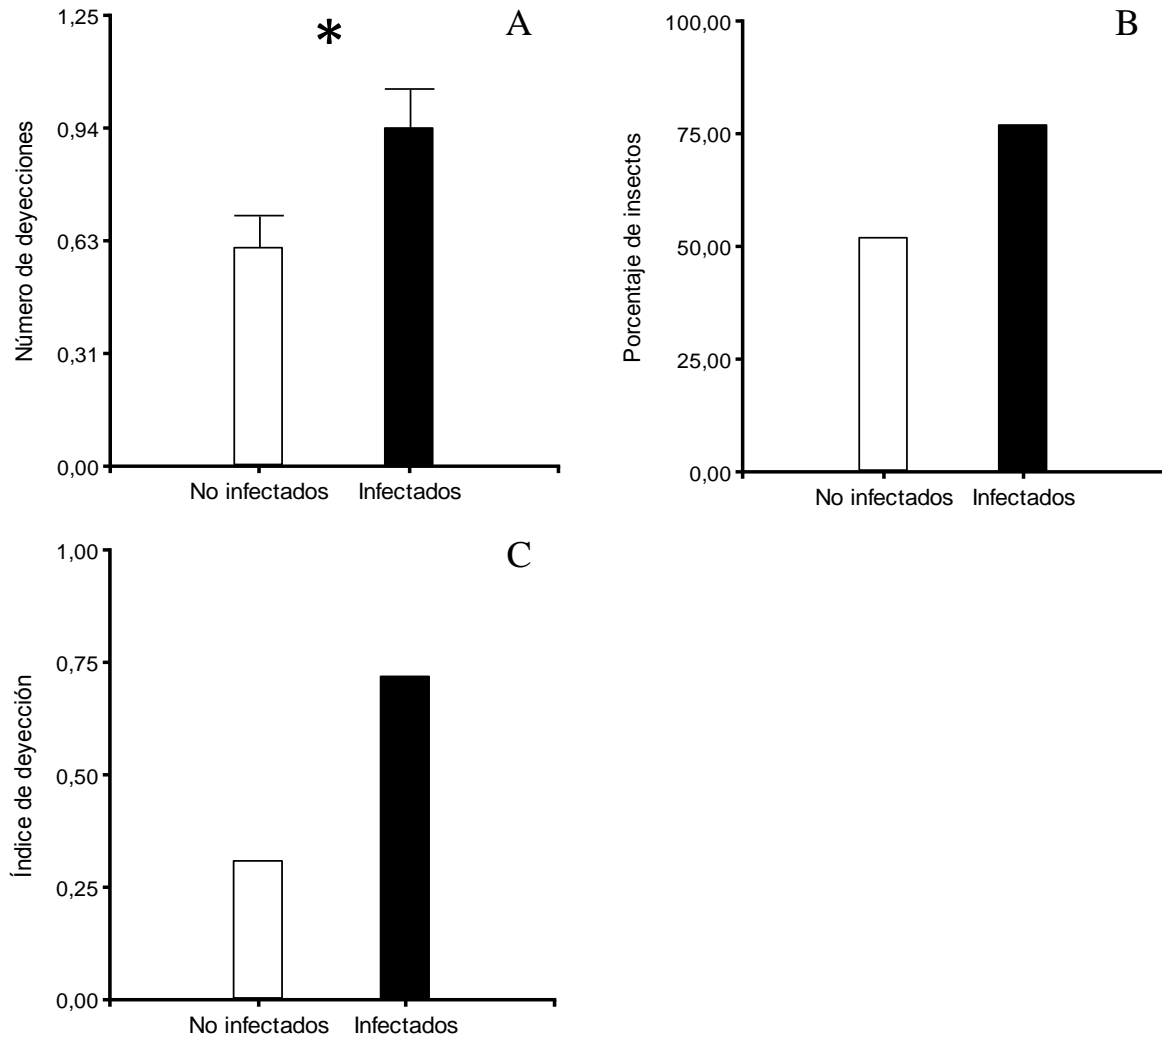 A
*
Número de deyecciones
1,25
0,94
0,63
0,31
0,00
No infectados
Infectados
B
Porcentaje de insectos
100,00
75,00
50,00
25,00
0,00
No infectados
Infectados
C
Índice de deyección
1,00
0,75
0,50
0,25
0,00
No infectados
Infectados